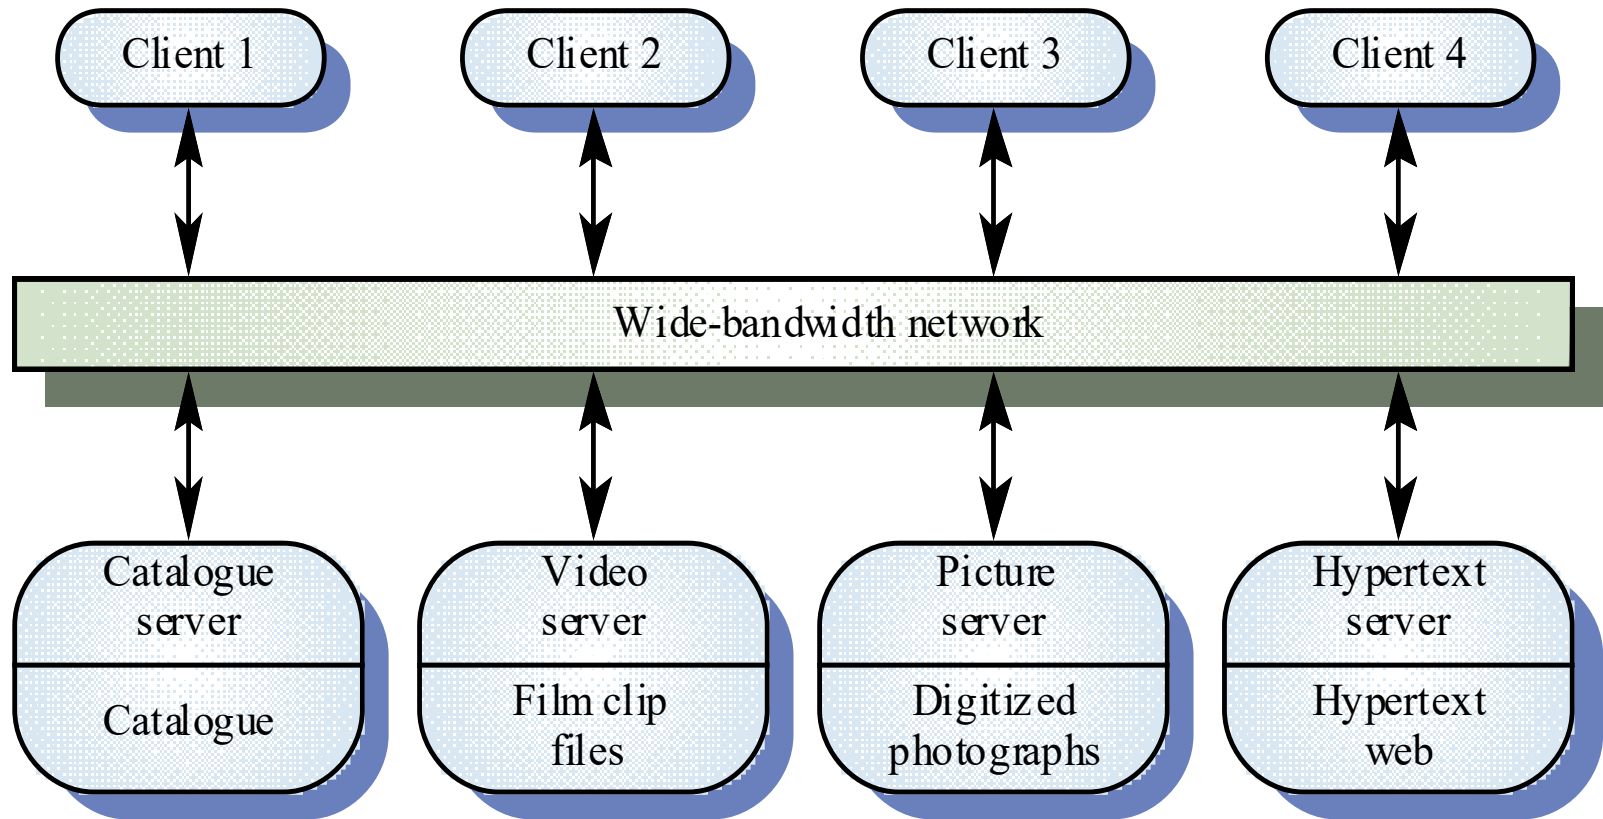 Client 1
Client 2
Client 3
Client 4
Wide-bandwidth network
Catalogue
server
Catalogue
Video
server
Film clip
files
Picture
server
Digitized
photographs
Hypertext
server
Hypertext
web